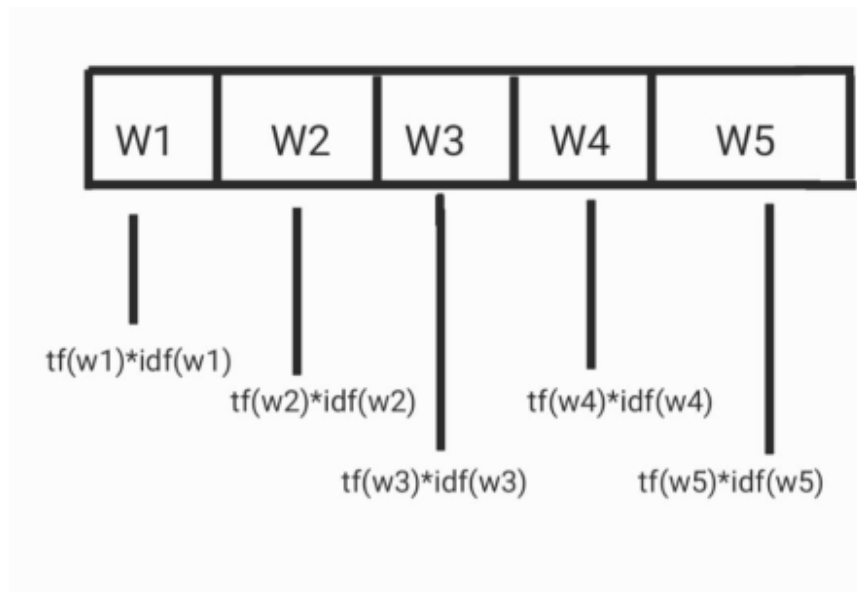 W1 W2 W3 W4 W5
tf(w1)*idf(w1)
tf(w2)*idf(w2) tf(w4)*idf(w4)
tf(w3)*idf(w3) tf(w5)*idf(w5)